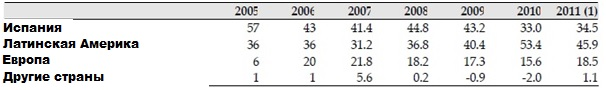 2005 2006 2007 2008 2009 2010 2011 (1)
Испания 57 43 41.4 44.8 43.2 33.0 34.5
Латинская Америка 36 36 31.2 36.8 40.4 53.4 45.9
Европа 6 20 21.8 18.2 17.3 15.6 18.5
Другие страны 1 1 5.6 0.2 -0.9 -2.0 1.1